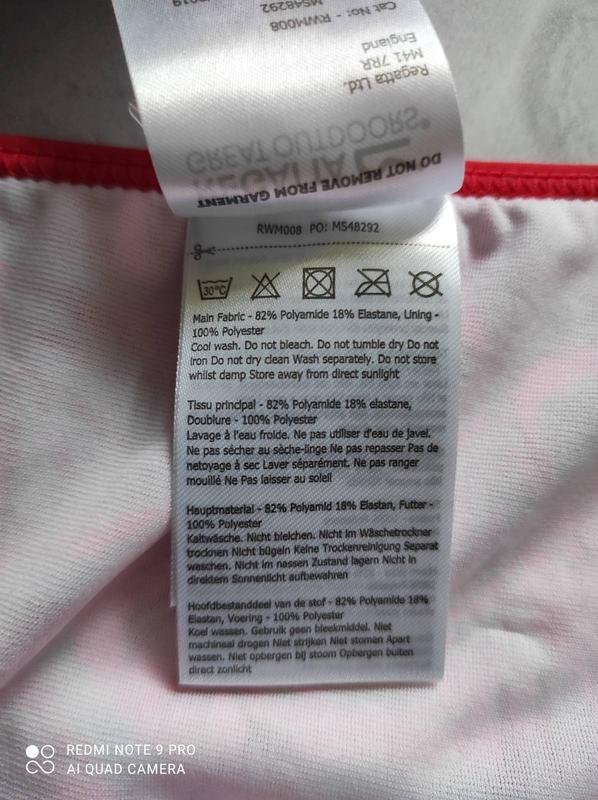 2019
Cat No: - RWM008
MS48292
England
M41 7RR
Regatta Ltd.
GREAT OUTDOORS®
REGATTA
DO NOT REMOVE FROM GARMENT
RWM008 PO: MS48292
30°C
Main Fabric - 82% Polyamide 18% Elastane, Lining -
100% Polyester
Cool wash. Do not bleach. Do not tumble dry Do not
iron Do not dry clean Wash separately. Do not store
whilst damp Store away from direct sunlight
Tissu principal - 82% Polyamide 18% elastane,
Doublure - 100% Polyester
Lavage à l'eau froide. Ne pas utiliser d'eau de javel.
Ne pas sécher au sèche-linge Ne pas repasser Pas de
netoyage à sec Laver séparément. Ne pas ranger
mouillé Ne Pas laisser au soleil
Hauptmaterial - 82% Polyamid 18% Elastan, Futter -
100% Polyester
Kaltwäsche. Nicht bleichen. Nicht im Wäschetrockner
trocknen Nicht bügeln Keine Trockenreinigung Separat
waschen. Nicht im nassen Zustand lagern Nicht in
direktem Sonnenlicht aufbewahren
Hoofdbestanddeel van de stof - 82% Polyamide 18%
Elastan, Voering - 100% Polyester
Koel wassen. Gebruik geen bleekmiddel. Niet
machineal drogen Niet strijken Niet stomen Apart
wassen. Niet opbergen bij stoom Opbergen buiten
direct zonlicht
REDMI NOTE 9 PRO
AI QUAD CAMERA